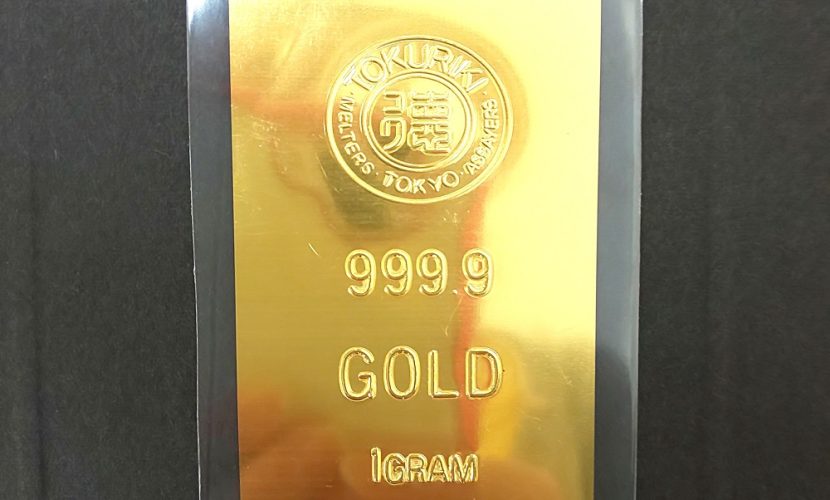 TOKURIKI
·MELTERS·TOKYO·ASSAYERS·
999.9
GOLD
1GRAM